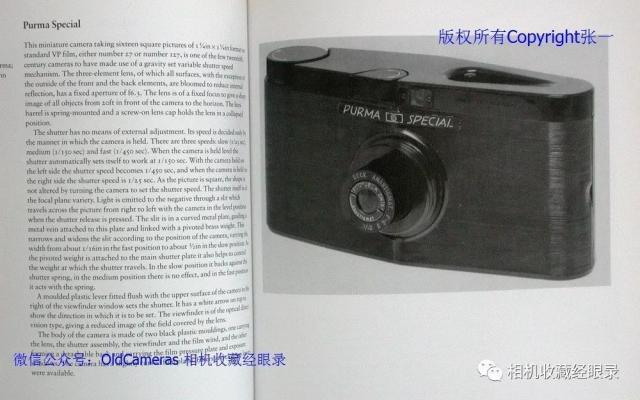 Purma Special
This miniature camera taking sixteen square pictures of 1¼in x 1¼in format on
standard VP film, either number 27 or number 127, is one of the few twentieth
century cameras to have made use of a gravity set variable shutter speed
mechanism. The three-element lens, of which all surfaces, with the exception of
the outside of the front and the back elements, are bloomed to reduce internal
reflection, has a fixed aperture of f6.3. The lens is of a fixed focus to give a sharp
image of all objects from 20ft in front of the camera to the horizon. The lens
barrel is spring-mounted and a screw-on lens cap holds the lens in a collapsed
position.
The shutter has no means of external adjustment. Its speed is decided solely by
the manner in which the camera is held. There are three speeds: slow (1/25 sec),
medium (1/150 sec) and fast (1/450 sec). When the camera is held level the
shutter automatically sets itself to work at 1/150 sec. With the camera held on
the left side the shutter speed becomes 1/450 sec, and when the camera is held on
the right side the shutter speed is 1/25 sec. As the picture is square, the shape is
not altered by turning the camera to set the shutter speed. The shutter itself is of
the focal plane variety. Light is emitted to the negative through a slit which
travels across the picture from right to left with the camera in the level position
when the shutter release is pressed. The slit is in a curved metal plate, guiding a
metal vein attached to this plate and linked with a pivoted brass weight. The
narrows and widens the slit according to the position of the camera, varying the
width from about 1/16in in the fast position to about ½in in the slow position. As
the pivoted weight is attached to the main shutter plate it also helps to control
the weight at which the shutter travels. In the slow position it backs against the
shutter spring, in the medium position there is no effect, and in the fast position
it acts with the spring.
A moulded plastic lever fitted flush with the upper surface of the camera to the
right of the viewfinder window sets the shutter. It has a white arrow on top to
show the direction in which it is to be set. The viewfinder is of the optical direct
vision type, giving a reduced image of the field covered by the lens.
The body of the camera is made of two black plastic mouldings, one carrying
the lens, the shutter assembly, the viewfinder and the film wind, and the other
were available.
PURMA SPECIAL
BECK ANASTIGMAT
版权所有Copyright张一
微信公众号：OldCameras 相机收藏经眼录
相机收藏经眼录